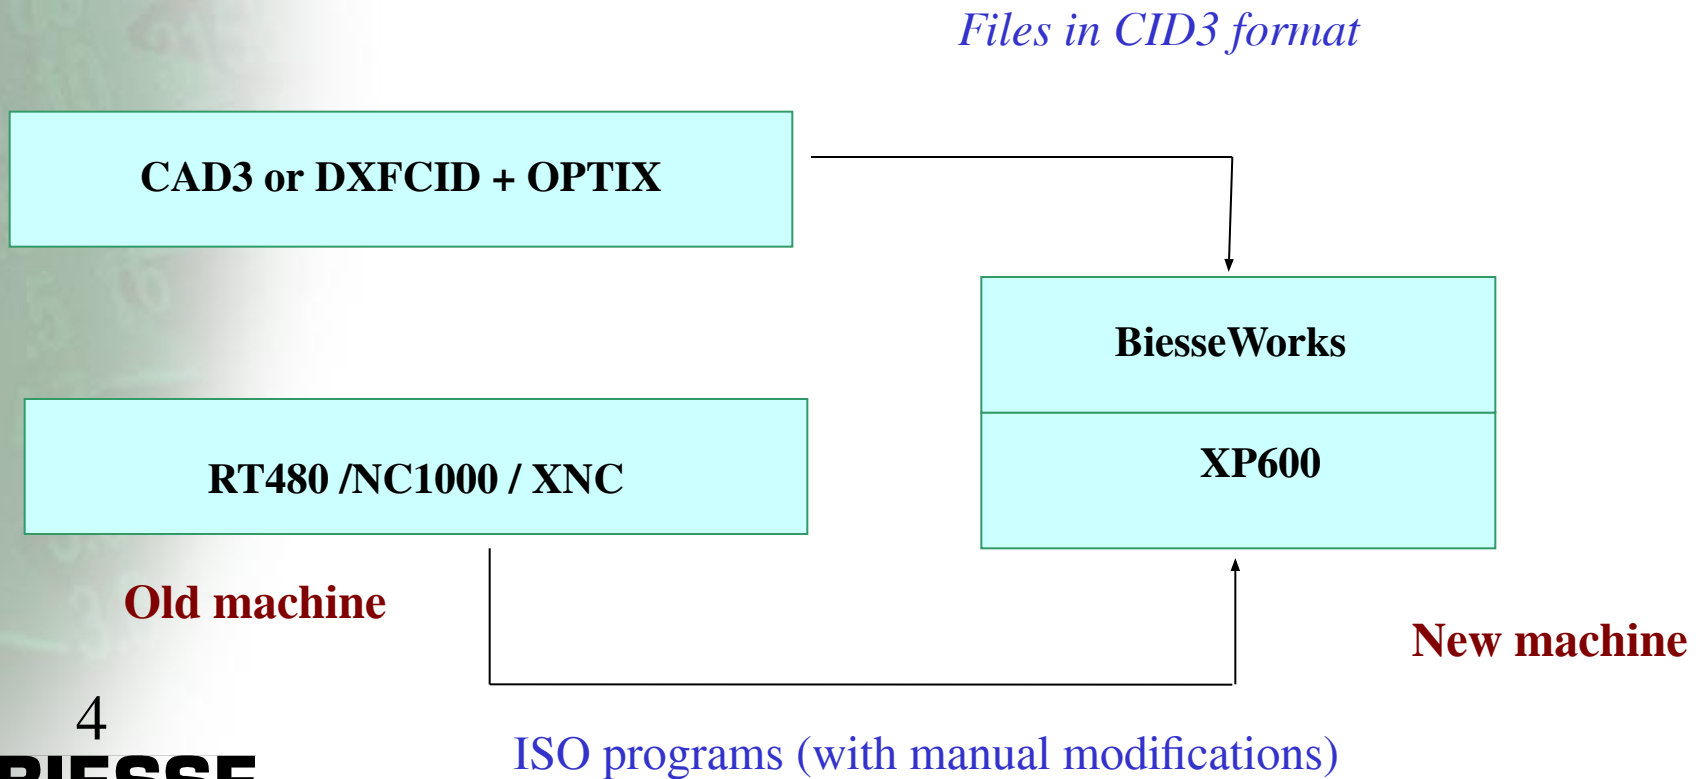 Files in CID3 format
CAD3 or DXFCID + OPTIX
BiesseWorks
RT480 /NC1000 / XNC
XP600
Old machine
New machine
4
ISO programs (with manual modifications)
BIESSE